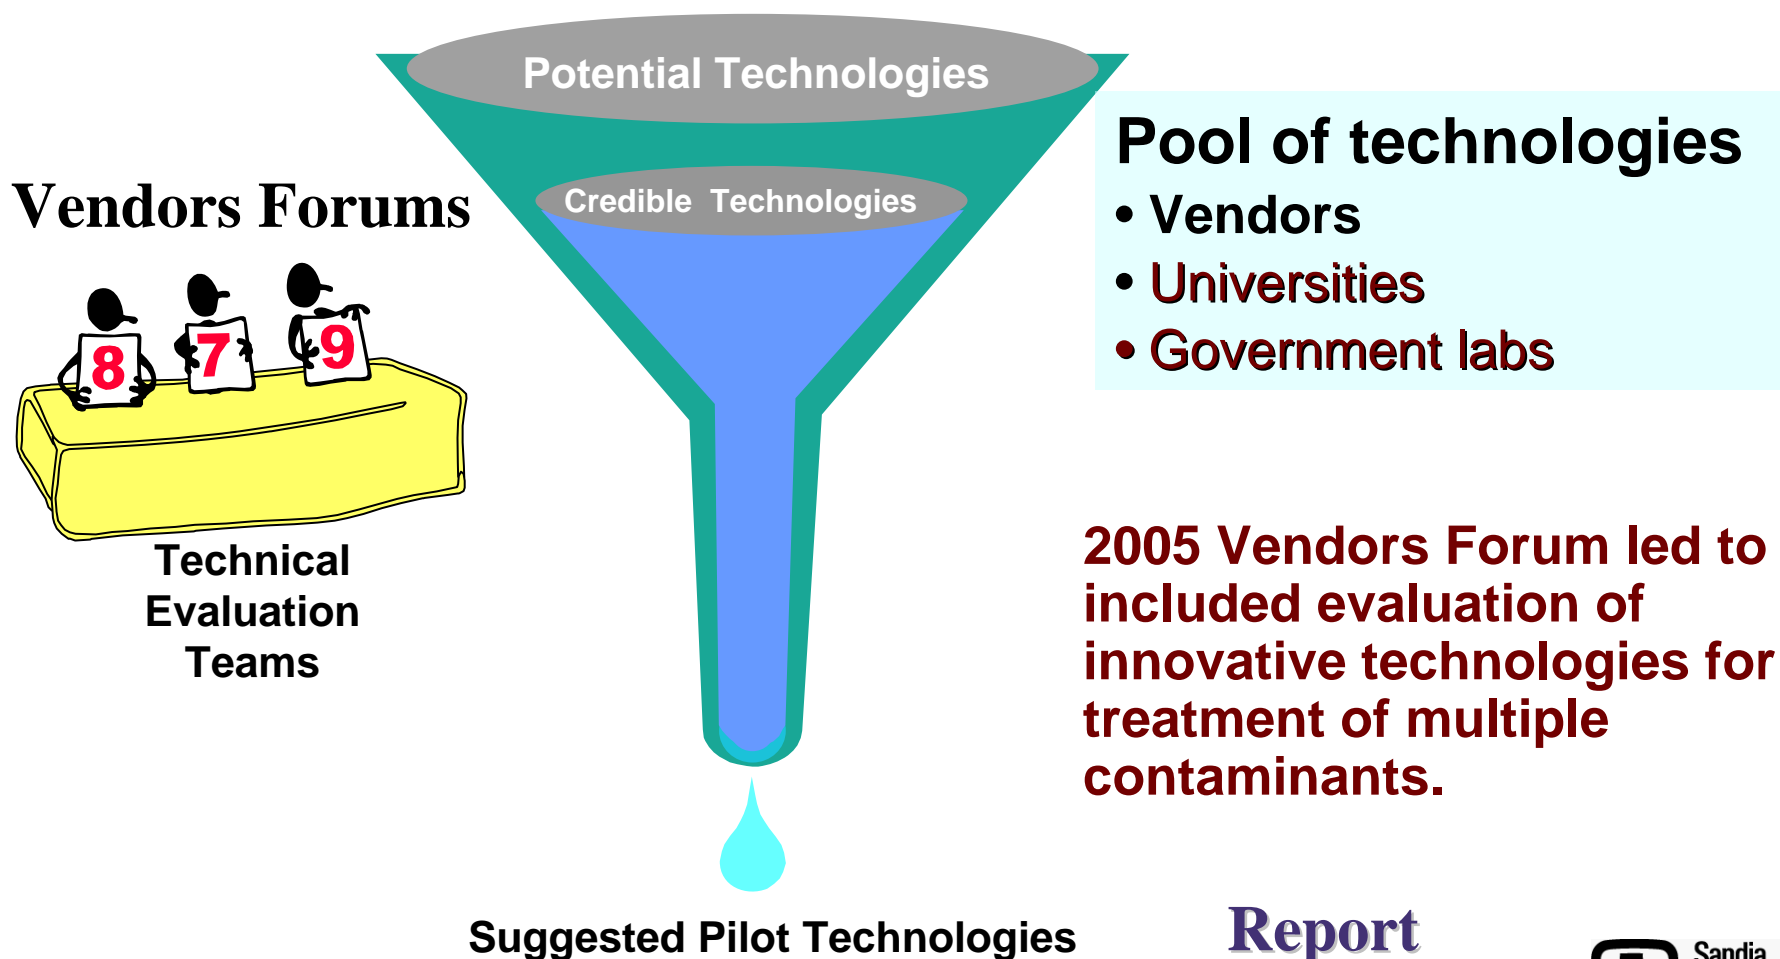 Potential Technologies
Credible Technologies
Vendors Forums
8 7 9
Technical
Evaluation
Teams
Pool of technologies
• Vendors
• Universities
• Government labs
2005 Vendors Forum led to
included evaluation of
innovative technologies for
treatment of multiple
contaminants.
Suggested Pilot Technologies
Report
Sandia